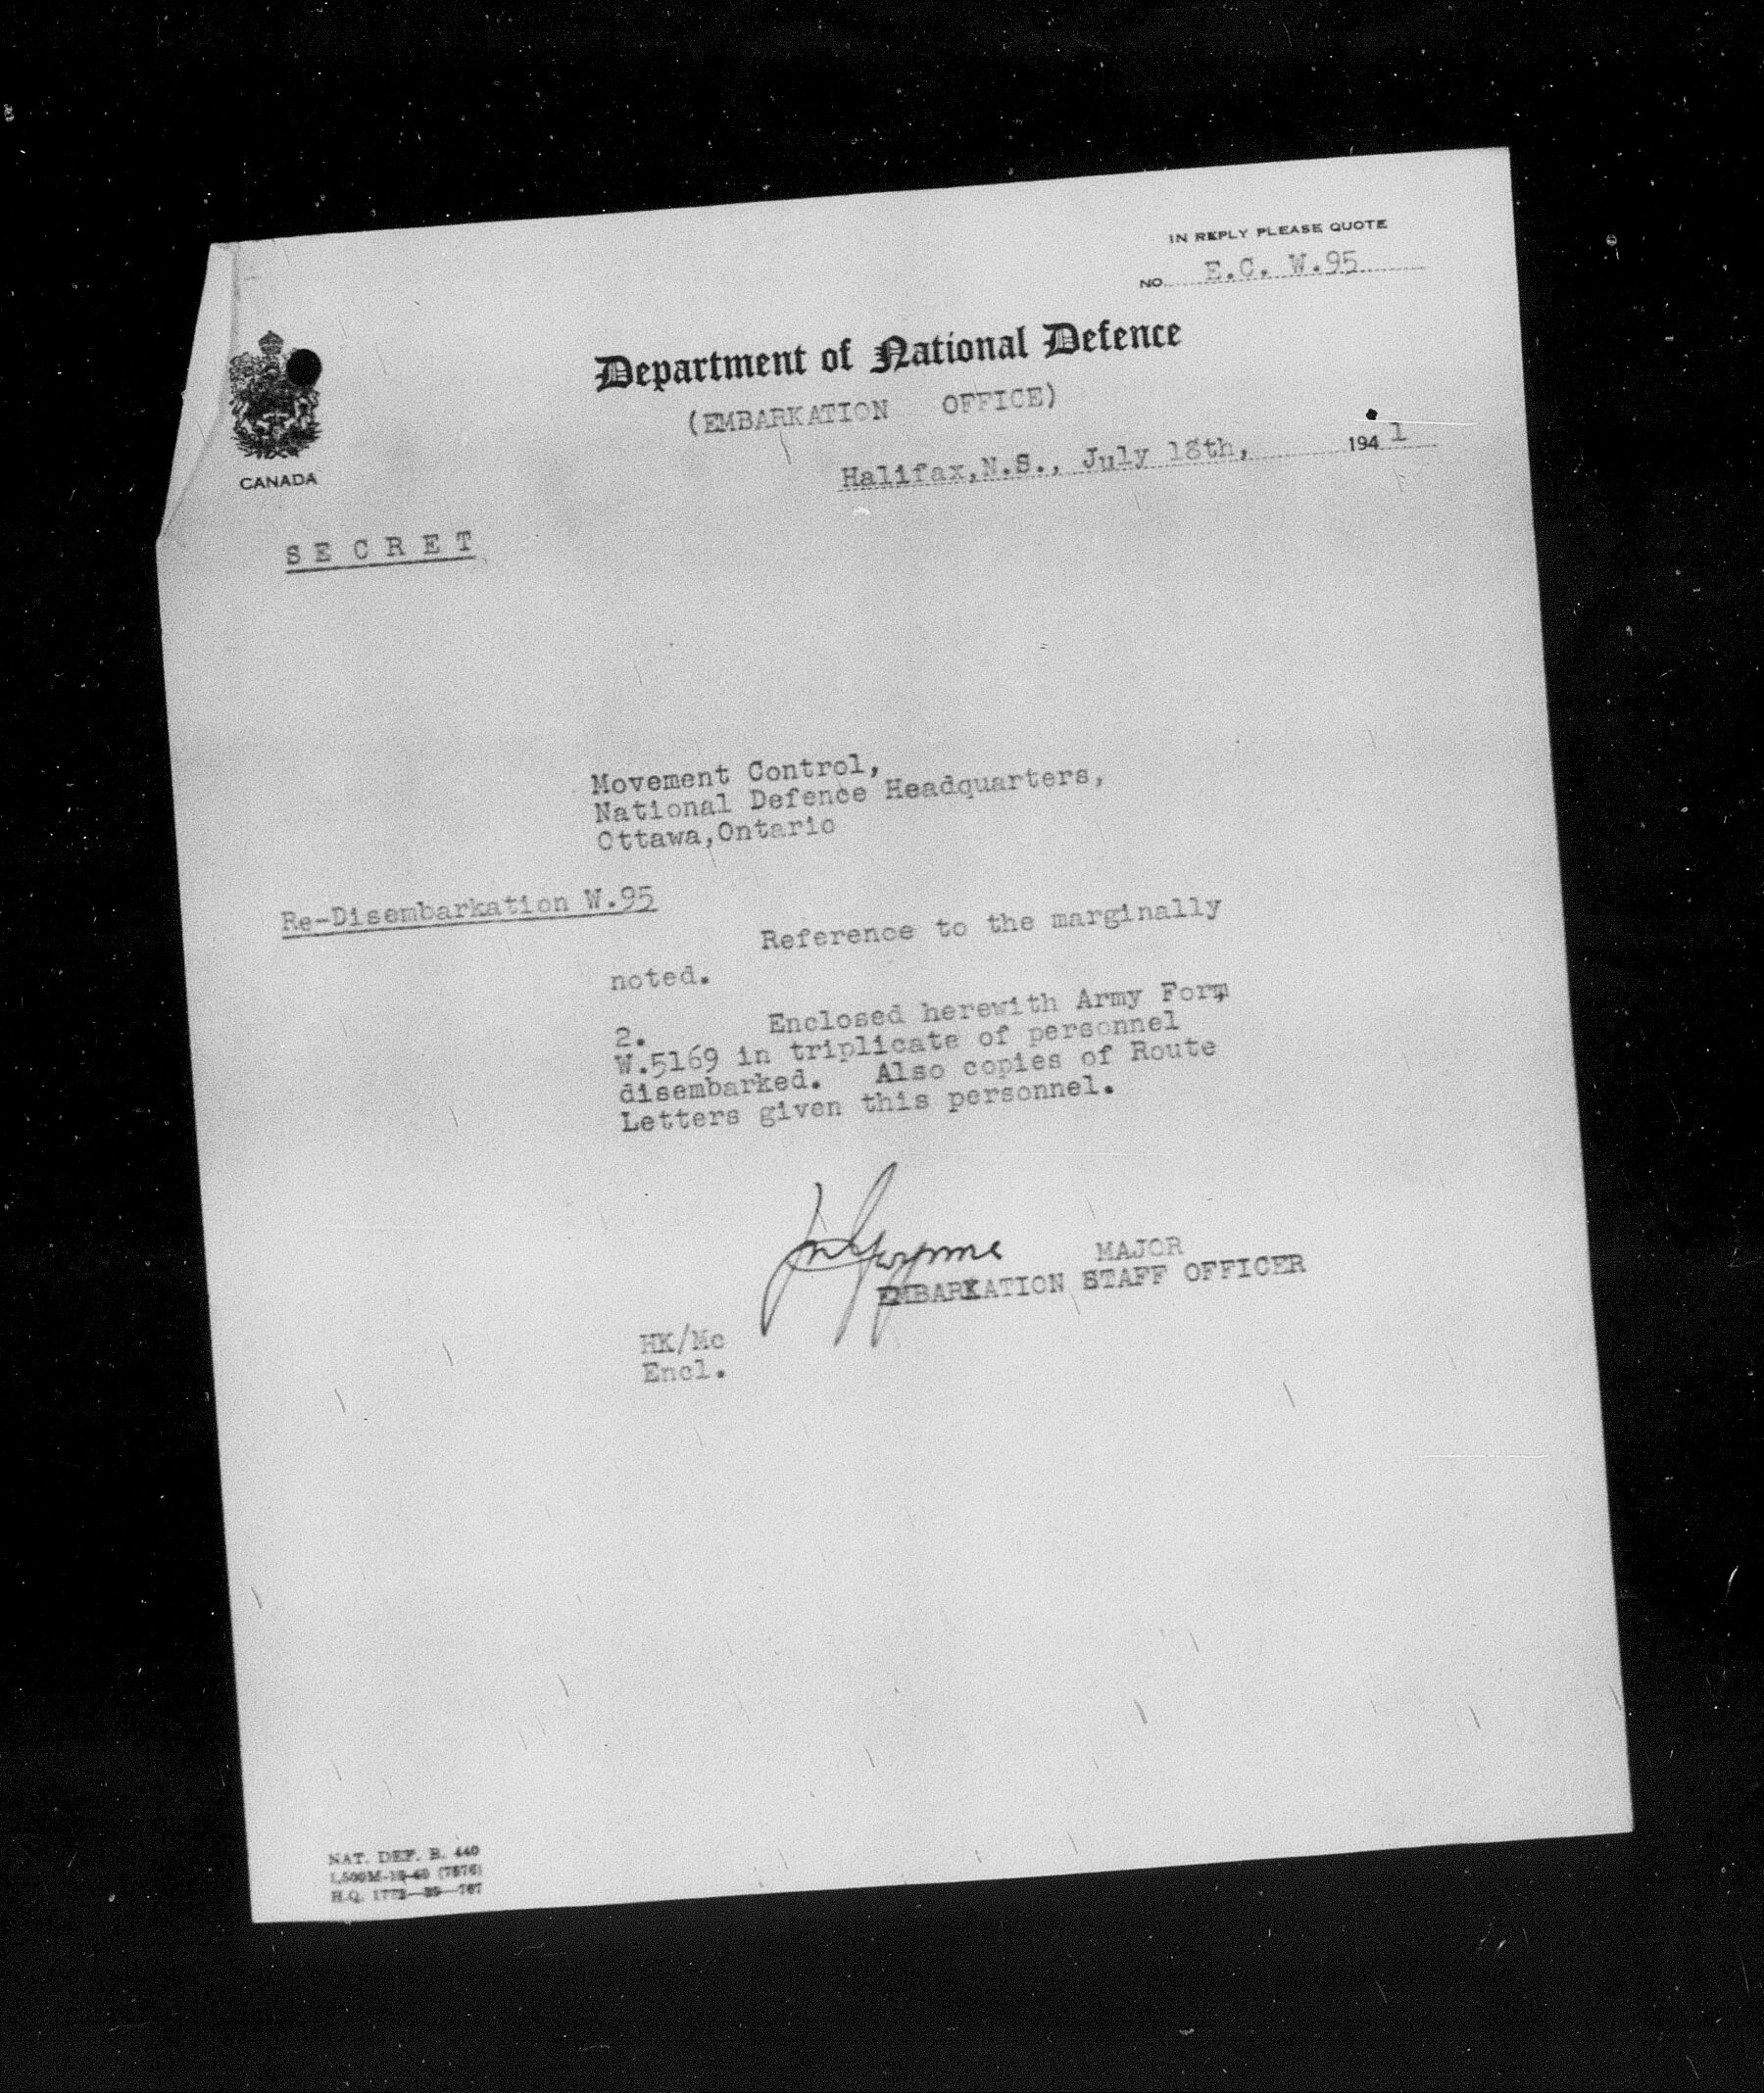 IN REPLY PLEASE QUOTE
NO. E.C. W.95
Department of National Defence
(EMBARKATION OFFICE)
Halifax,N.S., July 18th, 1941
CANADA
S E C R E T
Movement Control,
National Defence Headquarters,
Ottawa,Ontario
Re-Disembarkation W.95
Reference to the marginally
noted.
2. Enclosed herewith Army Form
W.5169 in triplicate of personnel
disembarked. Also copies of Route
Letters given this personnel.
MAJOR
EMBARKATION STAFF OFFICER
HK/Mc
Encl.
NAT. DEF. B. 440
H.Q. 1772-39-767